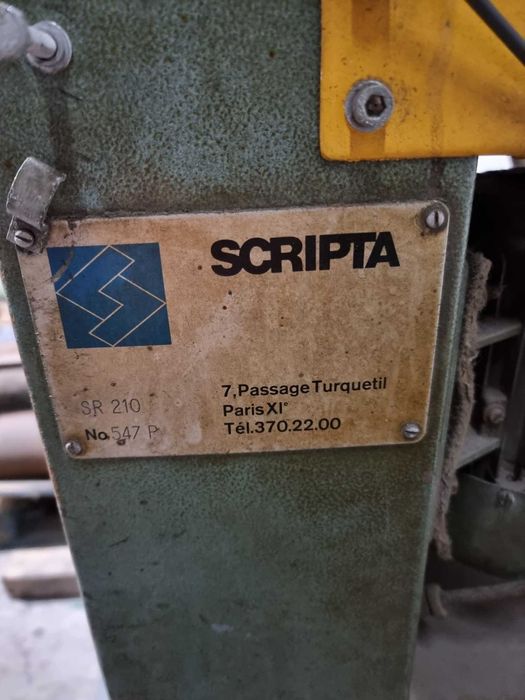 SCRIPTA
7, Passage Turquetil
Paris XI°
Tél.370.22.00
SR 210
No 547 P